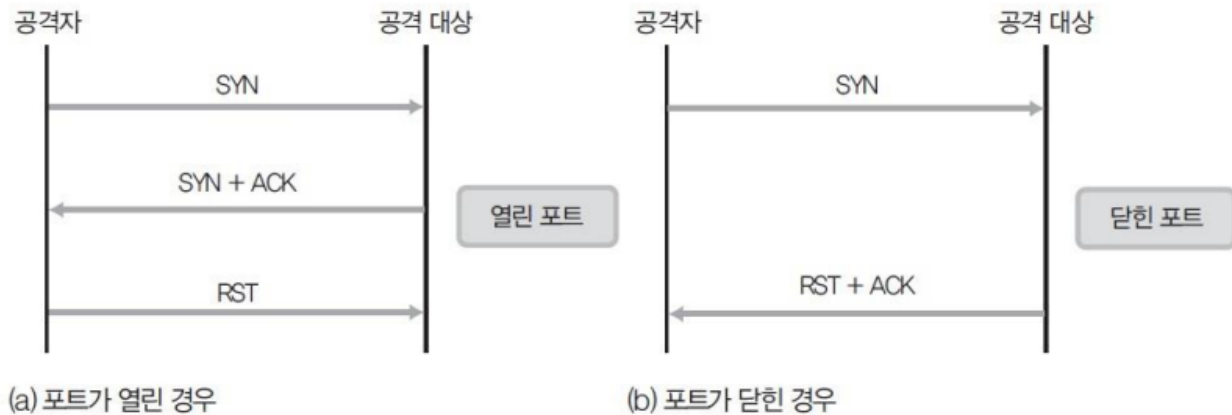 공격자
공격 대상
SYN
SYN + ACK
열린 포트
RST
(a) 포트가 열린 경우
공격자
공격 대상
SYN
닫힌 포트
RST + ACK
(b) 포트가 닫힌 경우